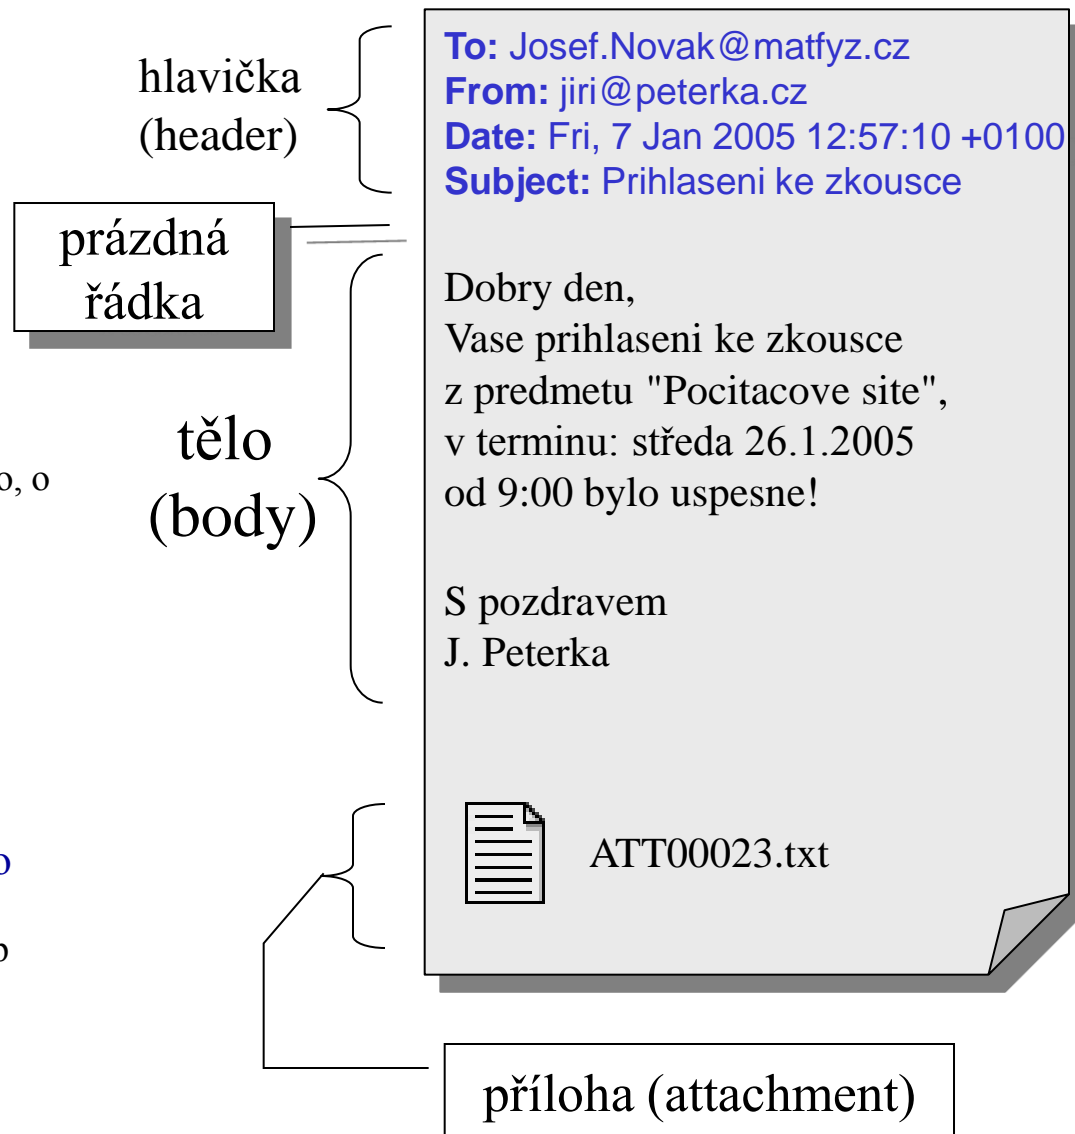 hlavička
(header)
To: Josef.Novak@matfyz.cz
From: jiri@peterka.cz
Date: Fri, 7 Jan 2005 12:57:10 +0100
Subject: Prihlaseni ke zkousce
prázdná
řádka
tělo
(body)
o, o
Dobry den,
Vase prihlaseni ke zkousce
z predmetu "Pocitacove site",
v terminu: středa 26.1.2005
od 9:00 bylo uspesne!
S pozdravem
J. Peterka
ATT00023.txt
příloha (attachment)